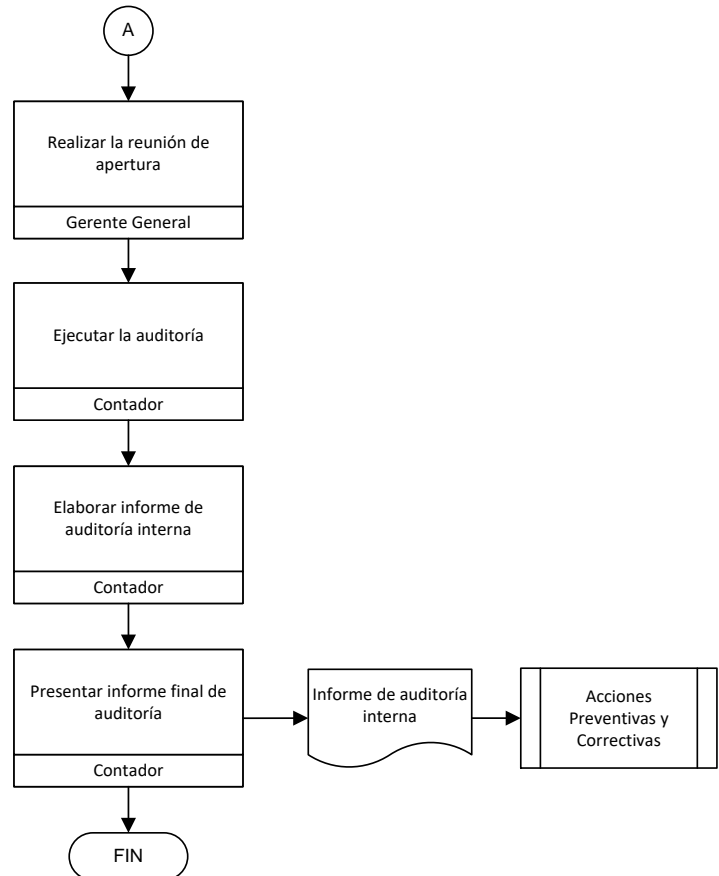 A
Realizar la reunión de
apertura
Gerente General
Ejecutar la auditoría
Contador
Elaborar informe de
auditoría interna
Contador
Presentar informe final de
auditoría
Contador
Informe de auditoría
interna
Acciones
Preventivas y
Correctivas
FIN